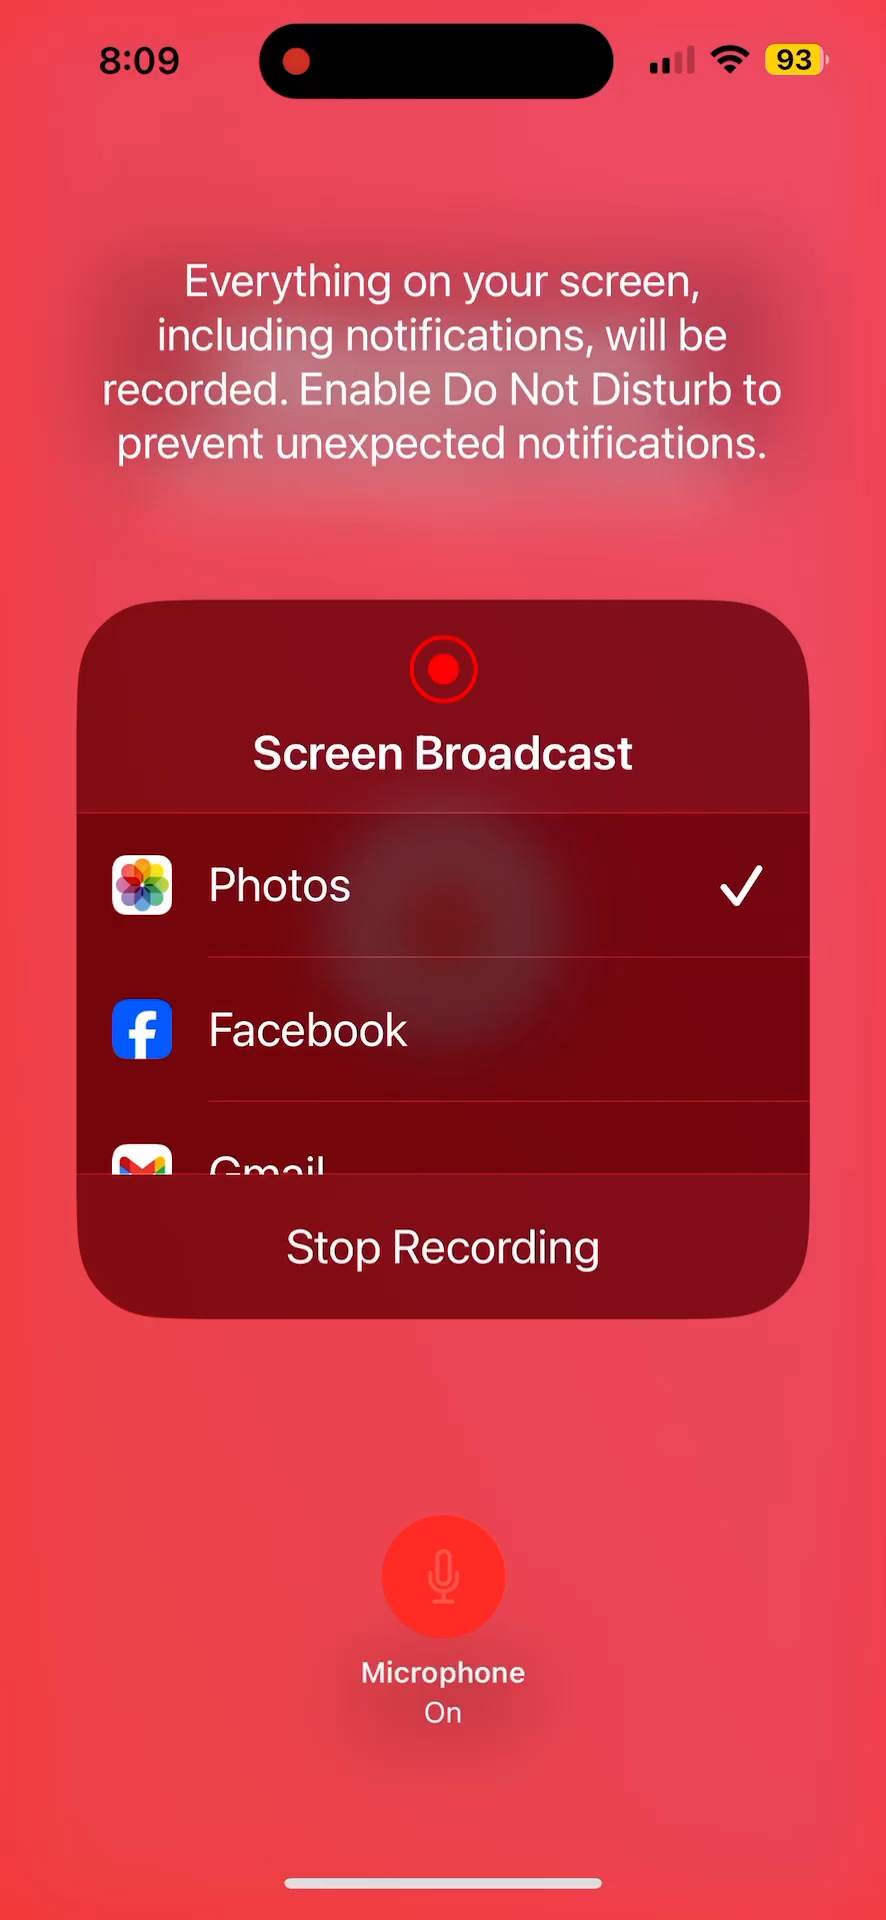 8:09
93
Everything on your screen,
including notifications, will be
recorded. Enable Do Not Disturb to
prevent unexpected notifications.
Screen Broadcast
Photos
Facebook
Gmail
Stop Recording
Microphone
On